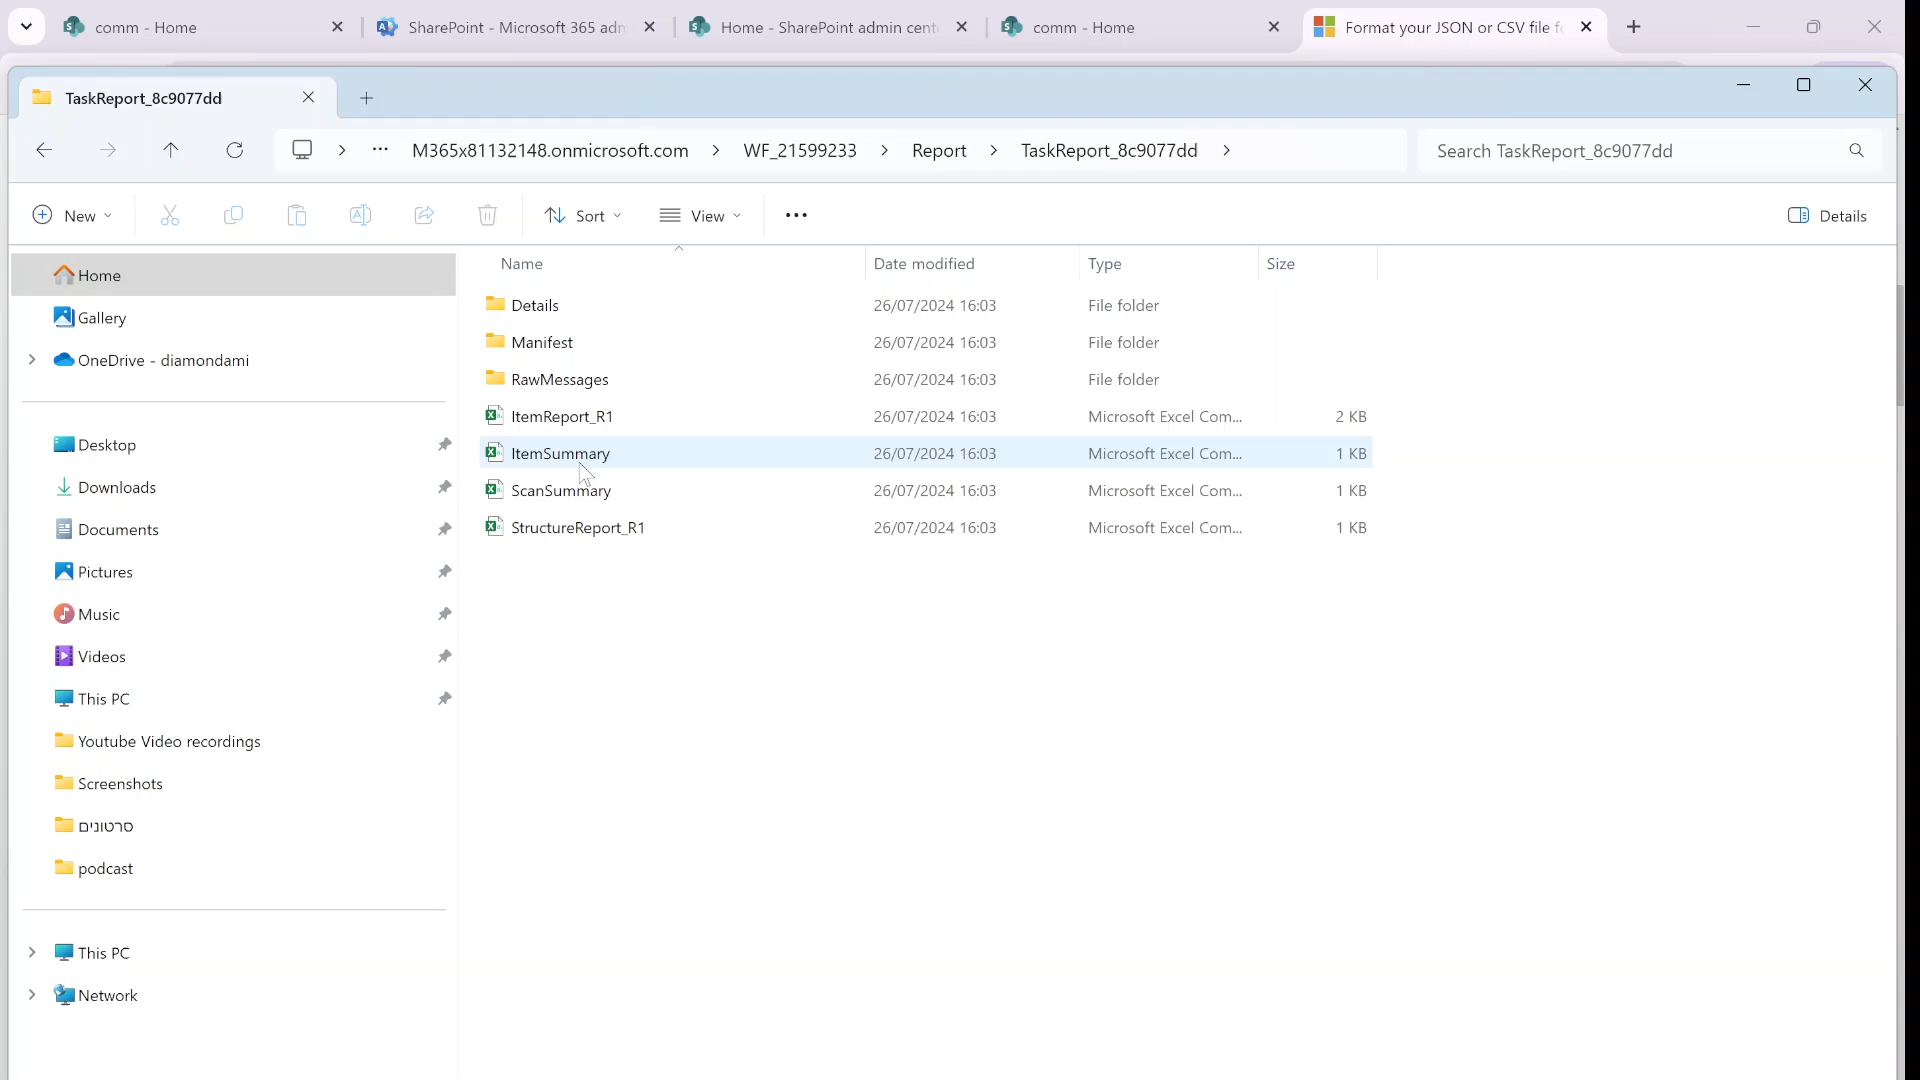 comm - Home
SharePoint - Microsoft 365 adm
Home - SharePoint admin cent
comm - Home
Format your JSON or CSV file f
TaskReport_8c9077dd
M365x81132148.onmicrosoft.com > WF_21599233 > Report > TaskReport_8c9077dd >
Search TaskReport_8c9077dd
New
Sort
View
Details
Home
Gallery
OneDrive - diamondami
Desktop
Downloads
Documents
Pictures
Music
Videos
This PC
Youtube Video recordings
Screenshots
סרטונים
podcast
This PC
Network
Name Date modified Type Size
Details 26/07/2024 16:03 File folder
Manifest 26/07/2024 16:03 File folder
RawMessages 26/07/2024 16:03 File folder
ItemReport_R1 26/07/2024 16:03 Microsoft Excel Com... 2 KB
ItemSummary 26/07/2024 16:03 Microsoft Excel Com... 1 KB
ScanSummary 26/07/2024 16:03 Microsoft Excel Com... 1 KB
StructureReport_R1 26/07/2024 16:03 Microsoft Excel Com... 1 KB